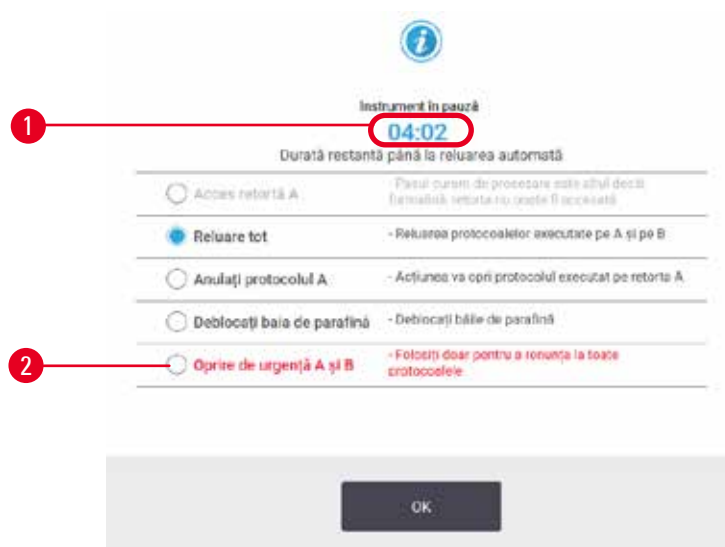 i
Instrument în pauză
1
04:02
Durată restantă până la reluarea automată
Acces retortă A
- Pasul curent de procesare este altul decât
formalină, retorta nu poate fi accesată
Reluare tot
- Reluarea protocoalelor executate pe A și pe B
Anulați protocolul A
- Acțiunea va opri protocolul executat pe retorta A
Deblocați baia de parafină
- Deblocați băile de parafină
2
Oprire de urgență A și B
- Folosiți doar pentru a renunța la toate
protocoalele
OK